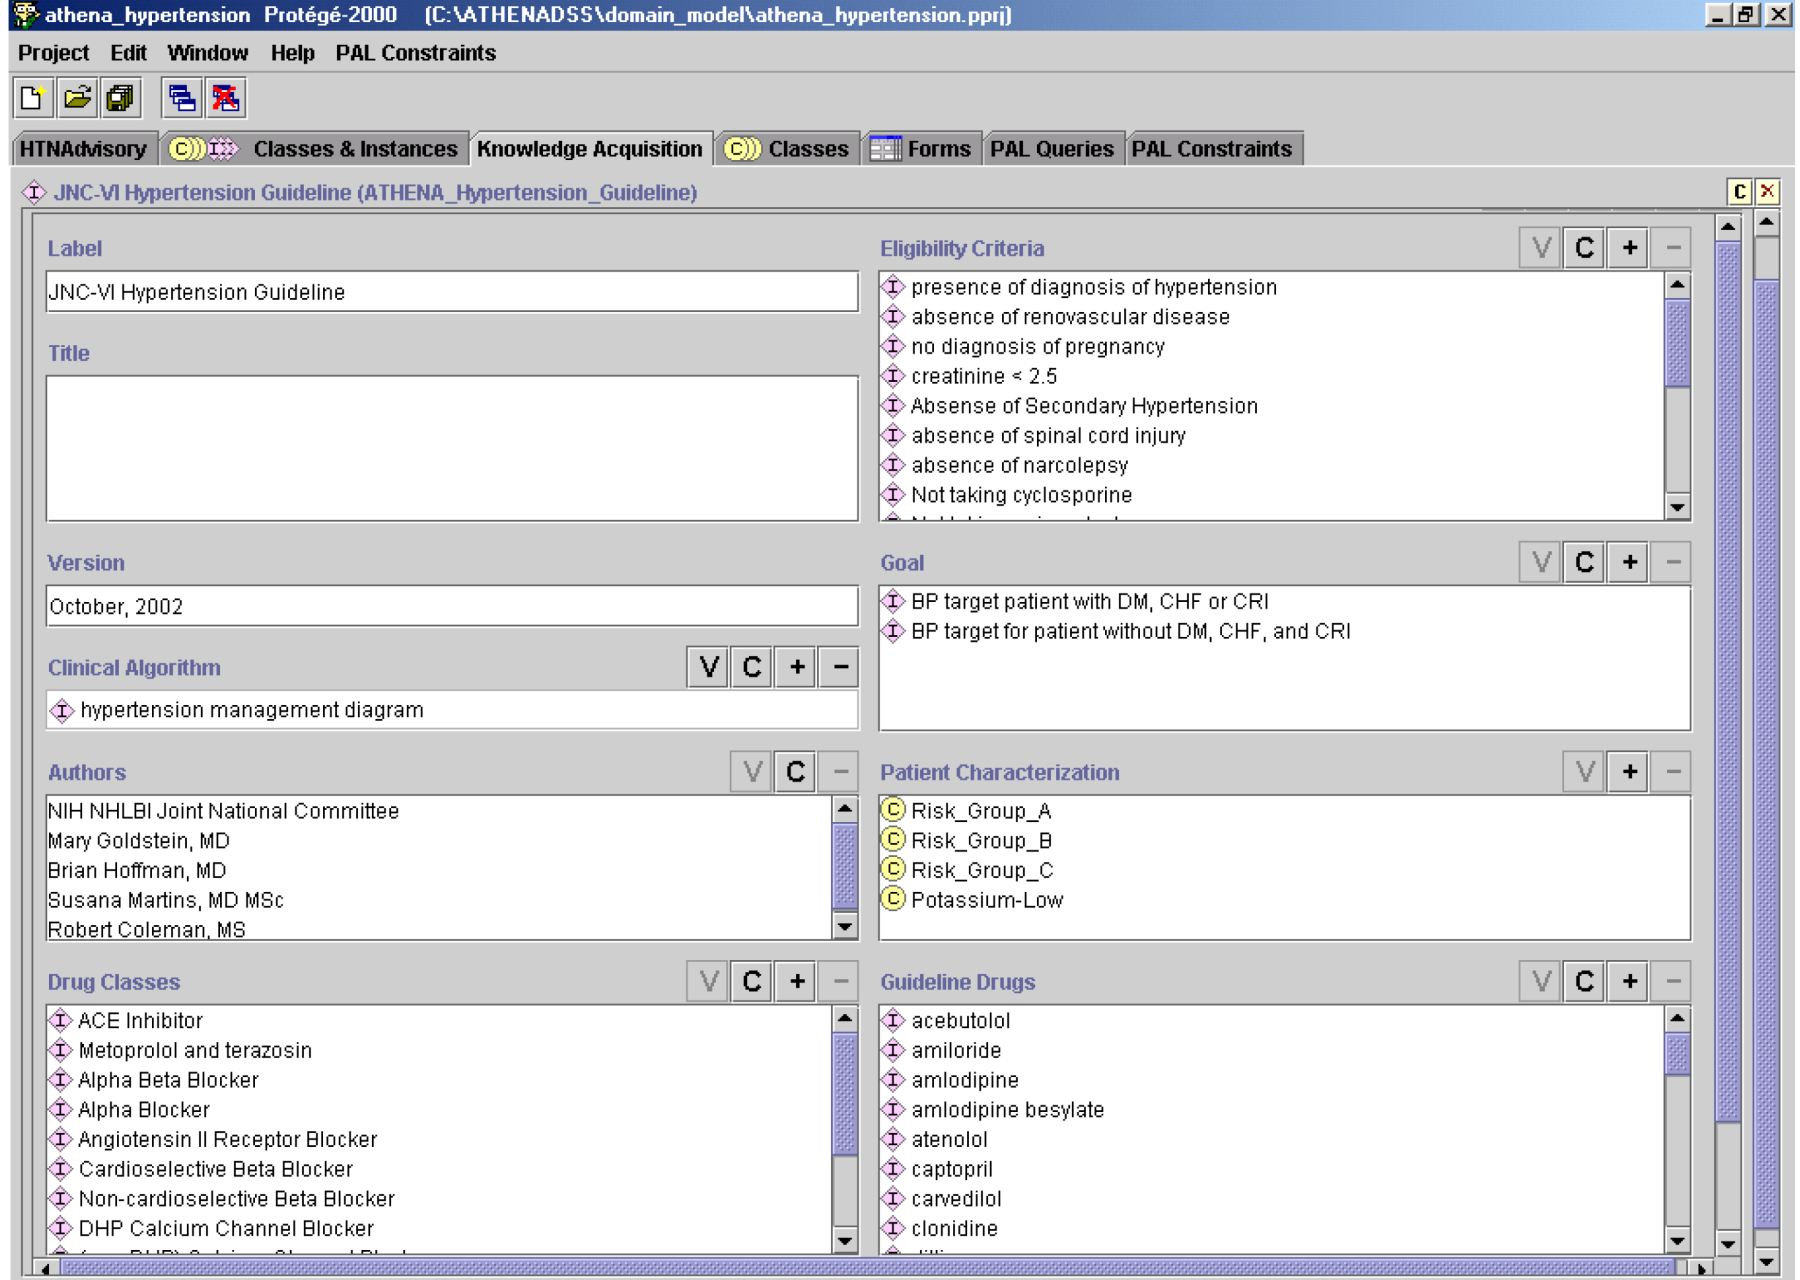 athena_hypertension Protégé-2000 (C:\ATHENADSS\domain_model\athena_hypertension.pprj)
Project Edit Window Help PAL Constraints
HTNAdvisory Classes & Instances Knowledge Acquisition Classes Forms PAL Queries PAL Constraints
JNC-VI Hypertension Guideline (ATHENA_Hypertension_Guideline) C
Label
JNC-VI Hypertension Guideline
Title
Version
October, 2002
Clinical Algorithm V C + −
hypertension management diagram
Authors V C −
NIH NHLBI Joint National Committee
Mary Goldstein, MD
Brian Hoffman, MD
Susana Martins, MD MSc
Robert Coleman, MS
Drug Classes V C + −
ACE Inhibitor
Metoprolol and terazosin
Alpha Beta Blocker
Alpha Blocker
Angiotensin II Receptor Blocker
Cardioselective Beta Blocker
Non-cardioselective Beta Blocker
DHP Calcium Channel Blocker
Eligibility Criteria V C + −
presence of diagnosis of hypertension
absence of renovascular disease
no diagnosis of pregnancy
creatinine < 2.5
Absense of Secondary Hypertension
absence of spinal cord injury
absence of narcolepsy
Not taking cyclosporine
Goal V C + −
BP target patient with DM, CHF or CRI
BP target for patient without DM, CHF, and CRI
Patient Characterization V + −
Risk_Group_A
Risk_Group_B
Risk_Group_C
Potassium-Low
Guideline Drugs V C + −
acebutolol
amiloride
amlodipine
amlodipine besylate
atenolol
captopril
carvedilol
clonidine